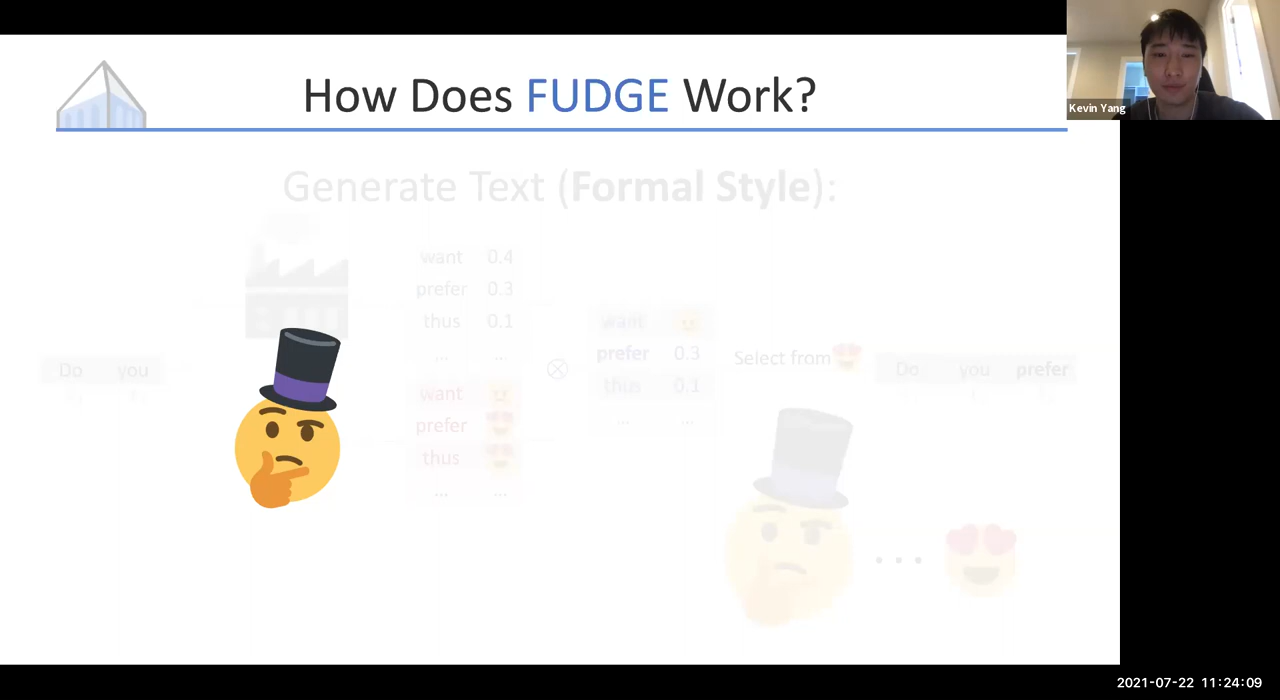 How Does FUDGE Work?
Kevin Yang
Generate Text (Formal Style):
want 0.4
prefer 0.3
thus 0.1
... ...
want
prefer
thus
... ...
Do you
want
prefer 0.3
thus 0.1
... ...
Select from
Do you prefer
...
2021-07-22 11:24:09